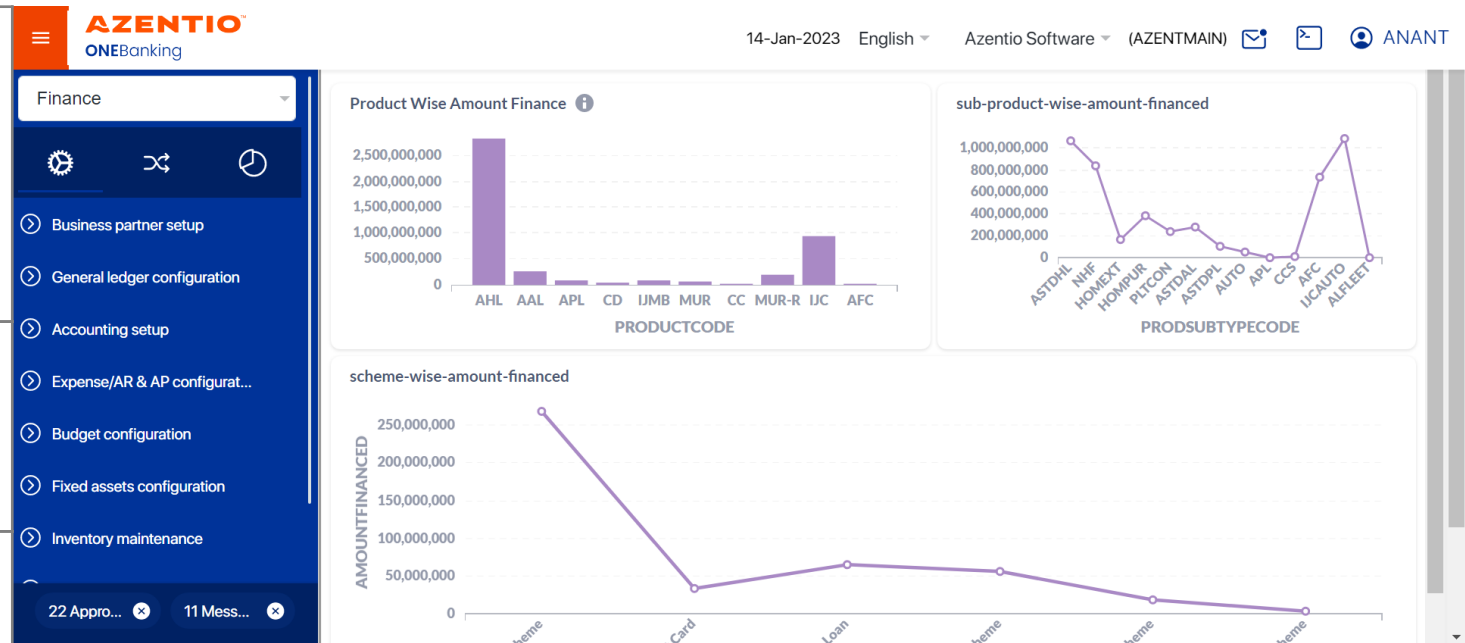 AZENTIO™
ONEBanking
14-Jan-2023 English Azentio Software (AZENTMAIN) ANANT
Finance
Business partner setup
General ledger configuration
Accounting setup
Expense/AR & AP configurat...
Budget configuration
Fixed assets configuration
Inventory maintenance
22 Appro... 11 Mess...
Product Wise Amount Finance
2,500,000,000
2,000,000,000
1,500,000,000
1,000,000,000
500,000,000
0
AHL AAL APL CD IJMB MUR CC MUR-R IJC AFC
PRODUCTCODE
sub-product-wise-amount-financed
1,000,000,000
800,000,000
600,000,000
400,000,000
200,000,000
0
ASTDHL NHF HOMEXT HOMPUR PLTCON ASTDAL ASTDPL AUTO APL CCS AFC IJCAUTO ALFLEET
PRODSUBTYPECODE
scheme-wise-amount-financed
AMOUNTFINANCED
250,000,000
200,000,000
150,000,000
100,000,000
50,000,000
0
Card Loan